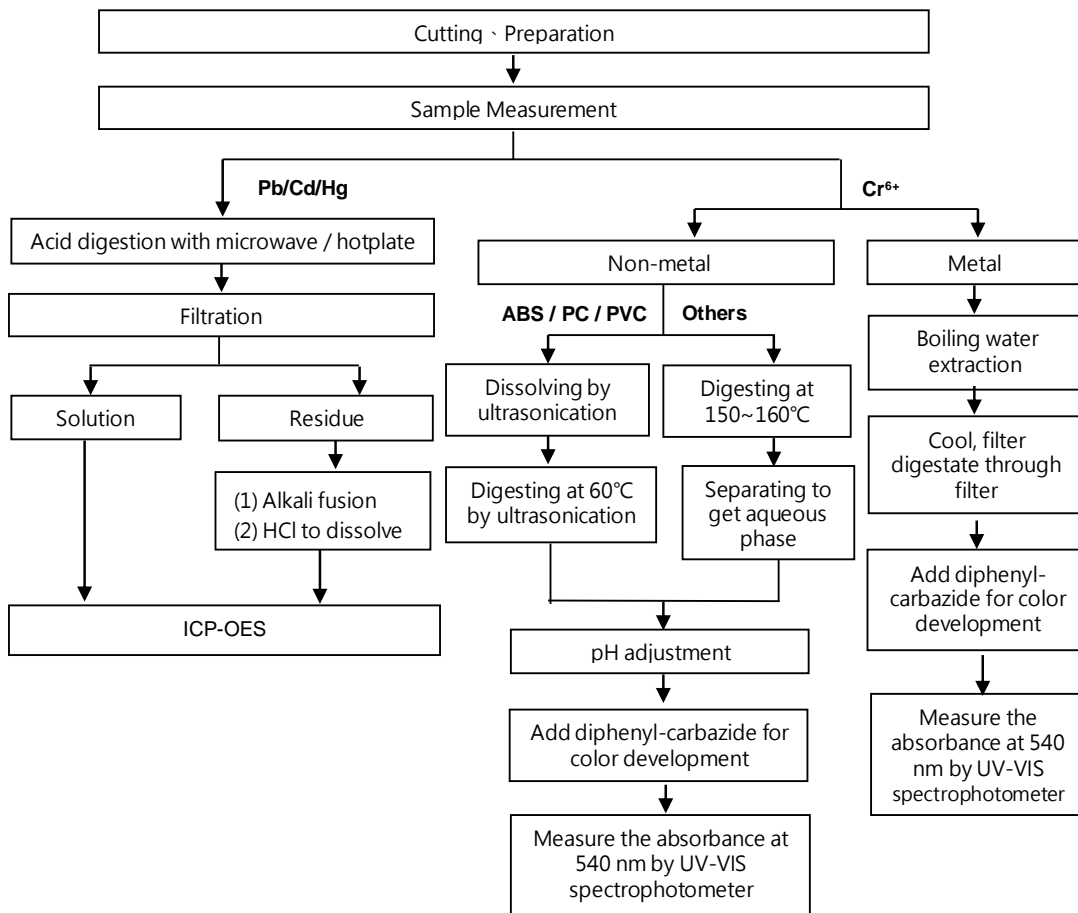 Cutting、Preparation
Sample Measurement
Pb/Cd/Hg
Cr⁶⁺
Acid digestion with microwave / hotplate
Non-metal
Metal
Filtration
ABS / PC / PVC
Others
Boiling water
extraction
Solution
Residue
Dissolving by
ultrasonication
Digesting at
150~160℃
Cool, filter
digestate through
filter
(1) Alkali fusion
(2) HCl to dissolve
Digesting at 60℃
by ultrasonication
Separating to
get aqueous
phase
Add diphenyl-
carbazide for color
development
ICP-OES
pH adjustment
Add diphenyl-carbazide for
color development
Measure the
absorbance at 540
nm by UV-VIS
spectrophotometer
Measure the absorbance at
540 nm by UV-VIS
spectrophotometer